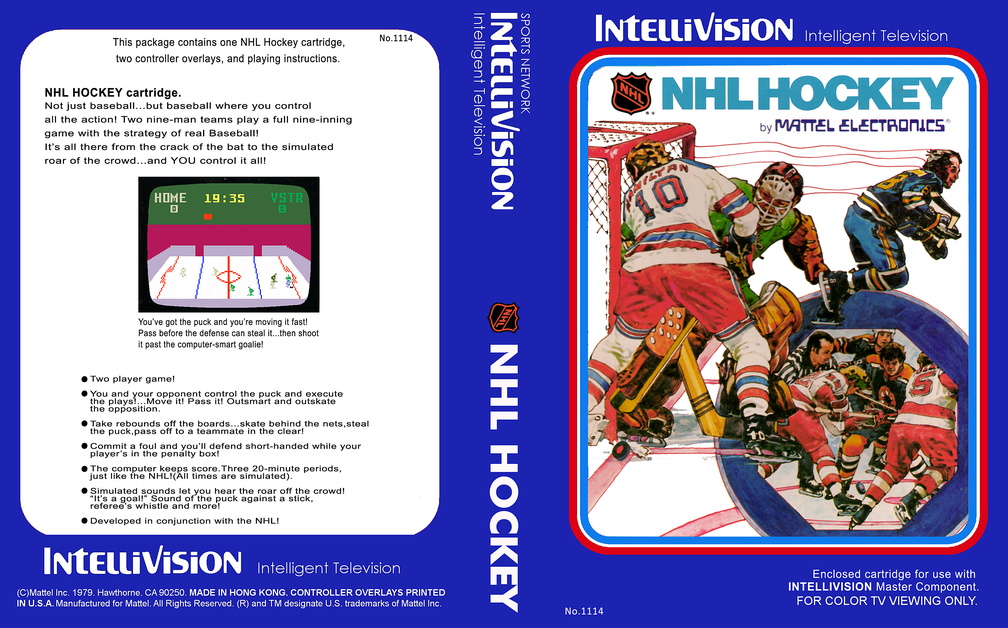 This package contains one NHL Hockey cartridge,
two controller overlays, and playing instructions.
No.1114
NHL HOCKEY cartridge.
Not just baseball...but baseball where you control
all the action! Two nine-man teams play a full nine-inning
game with the strategy of real Baseball!
It's all there from the crack of the bat to the simulated
roar of the crowd...and YOU control it all!
HOME 19:35 VSTR
0 0
You've got the puck and you're moving it fast!
Pass before the defense can steal it...then shoot
it past the computer-smart goalie!
● Two player game!
● You and your opponent control the puck and execute
the plays!...Move it! Pass it! Outsmart and outskate
the opposition.
● Take rebounds off the boards...skate behind the nets,steal
the puck,pass off to a teammate in the clear!
● Commit a foul and you'll defend short-handed while your
player's in the penalty box!
● The computer keeps score.Three 20-minute periods,
just like the NHL!(All times are simulated).
● Simulated sounds let you hear the roar off the crowd!
"It's a goal!" Sound of the puck against a stick,
referee's whistle and more!
● Developed in conjunction with the NHL!
INTELLIVISION Intelligent Television
(C)Mattel Inc. 1979. Hawthorne. CA 90250. MADE IN HONG KONG. CONTROLLER OVERLAYS PRINTED
IN U.S.A. Manufactured for Mattel. All Rights Reserved. (R) and TM designate U.S. trademarks of Mattel Inc.
SPORTS NETWORK
INTELLIVISION
Intelligent Television
NHL
NHL HOCKEY
INTELLIVISION Intelligent Television
NHL
NHL HOCKEY
by MATTEL ELECTRONICS®
10
5
Enclosed cartridge for use with
INTELLIVISION Master Component.
FOR COLOR TV VIEWING ONLY.
No.1114